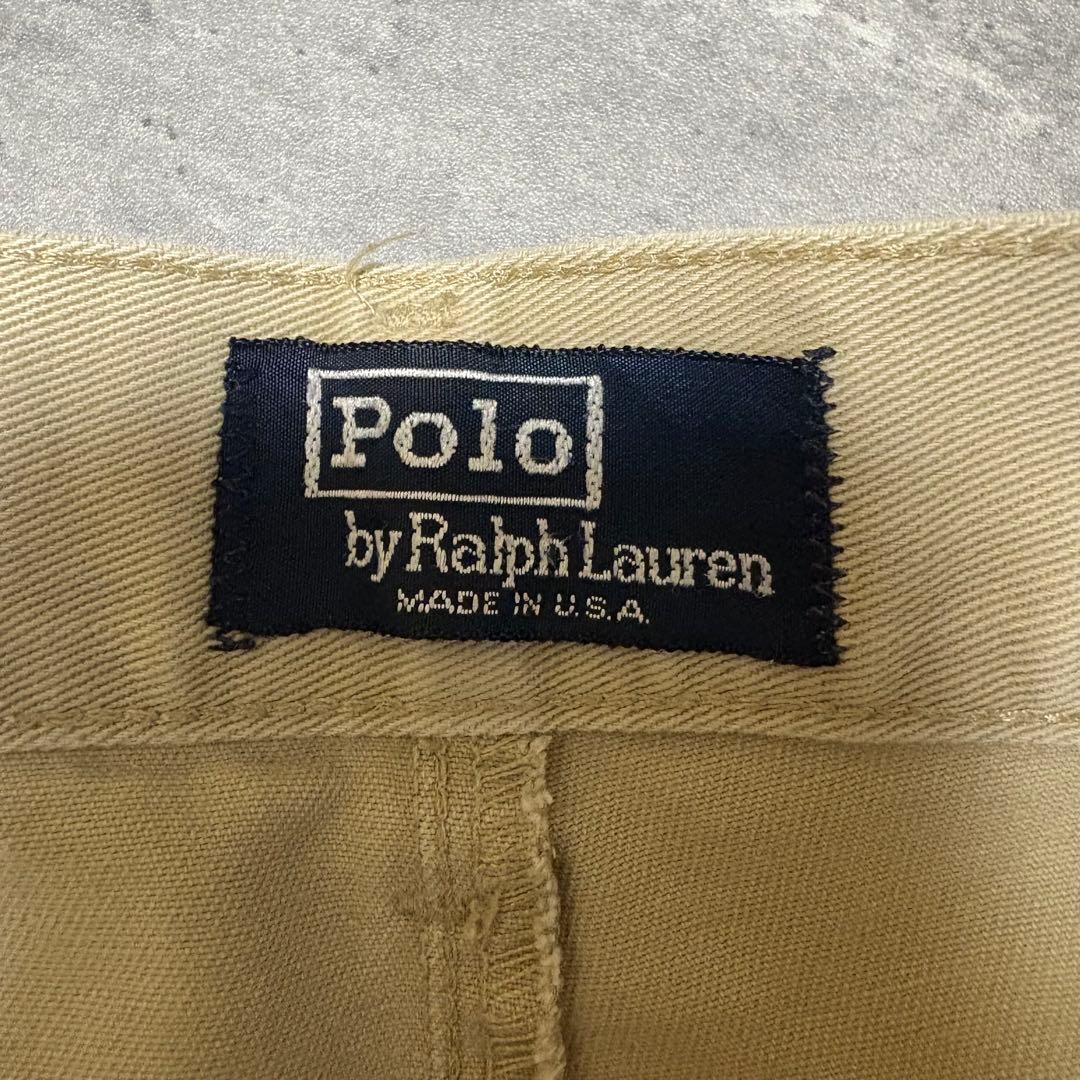 Polo
by Ralph Lauren
MADE IN U.S.A.